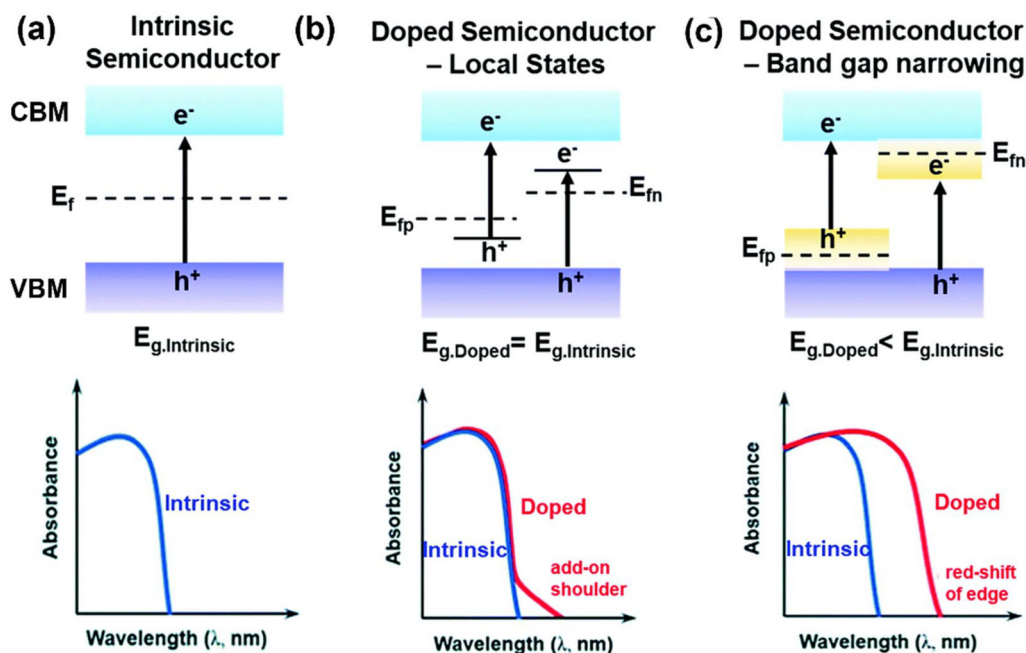 (a) Intrinsic
Semiconductor
CBM
e-
Ef
h+
VBM
Eg.Intrinsic
Absorbance
Intrinsic
Wavelength (λ, nm)
(b) Doped Semiconductor
– Local States
e-
e-
Efn
Efp
h+
h+
Eg.Doped= Eg.Intrinsic
Absorbance
Doped
Intrinsic
add-on
shoulder
Wavelength (λ, nm)
(c) Doped Semiconductor
– Band gap narrowing
e-
Efn
e-
h+
Efp
h+
Eg.Doped< Eg.Intrinsic
Absorbance
Doped
Intrinsic
red-shift
of edge
Wavelength (λ, nm)